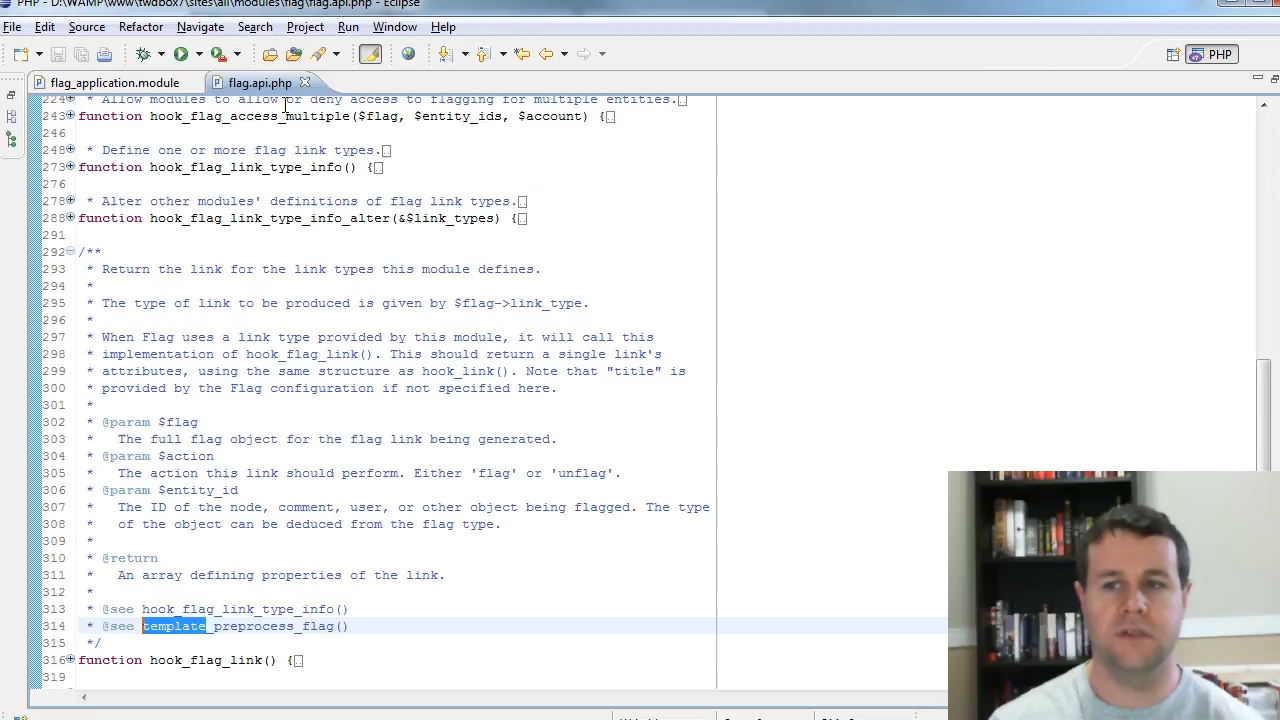 PHP - D:\WAMP\www\fwdbox7\sites\all\modules\flag\flag.api.php - Eclipse
File Edit Source Refactor Navigate Search Project Run Window Help
PHP
flag_application.module flag.api.php
224 * Allow modules to allow or deny access to flagging for multiple entities.
243 function hook_flag_access_multiple($flag, $entity_ids, $account) {
246
248 * Define one or more flag link types.
273 function hook_flag_link_type_info() {
276
278 * Alter other modules' definitions of flag link types.
288 function hook_flag_link_type_info_alter(&$link_types) {
291
292 /**
293 * Return the link for the link types this module defines.
294 *
295 * The type of link to be produced is given by $flag->link_type.
296 *
297 * When Flag uses a link type provided by this module, it will call this
298 * implementation of hook_flag_link(). This should return a single link's
299 * attributes, using the same structure as hook_link(). Note that "title" is
300 * provided by the Flag configuration if not specified here.
301 *
302 * @param $flag
303 *   The full flag object for the flag link being generated.
304 * @param $action
305 *   The action this link should perform. Either 'flag' or 'unflag'.
306 * @param $entity_id
307 *   The ID of the node, comment, user, or other object being flagged. The type
308 *   of the object can be deduced from the flag type.
309 *
310 * @return
311 *   An array defining properties of the link.
312 *
313 * @see hook_flag_link_type_info()
314 * @see template_preprocess_flag()
315 */
316 function hook_flag_link() {
319